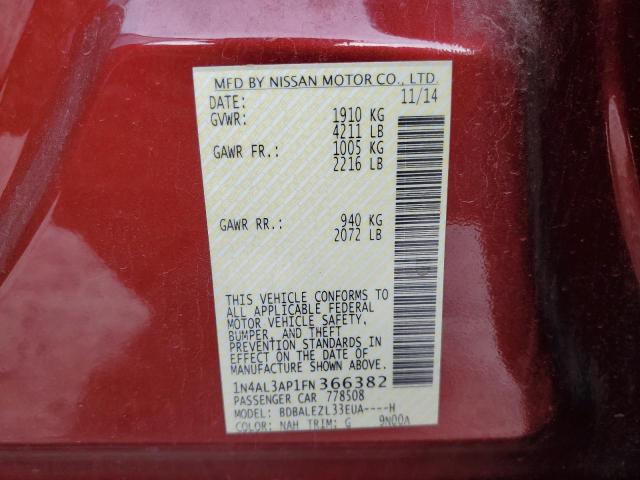 MFD BY NISSAN MOTOR CO., LTD.
DATE: 11/14
GVWR: 1910 KG
4211 LB
GAWR FR.: 1005 KG
2216 LB
GAWR RR.: 940 KG
2072 LB
THIS VEHICLE CONFORMS TO
ALL APPLICABLE FEDERAL
MOTOR VEHICLE SAFETY,
BUMPER, AND THEFT
PREVENTION STANDARDS IN
EFFECT ON THE DATE OF
MANUFACTURE SHOWN ABOVE.
1N4AL3AP1FN366382
PASSENGER CAR 778508
MODEL: BDBALEZL33EUA----H
COLOR: NAH TRIM: G 9N00A